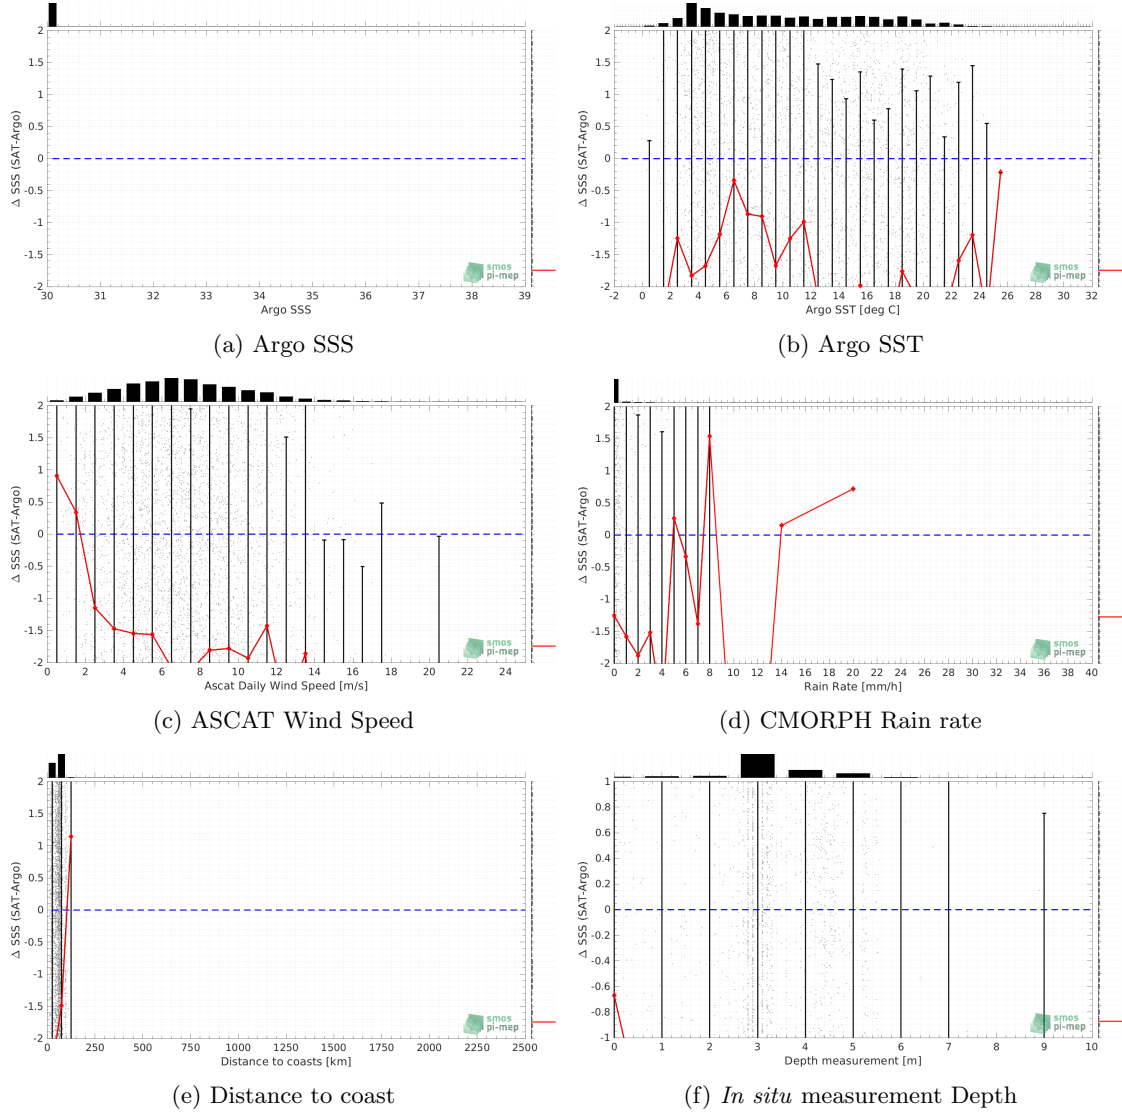 2
1.5
1
0.5
0
-0.5
-1
-1.5
-2
Δ SSS (SAT-Argo)
30 31 32 33 34 35 36 37 38 39
Argo SSS
smos
pi-mep
(a) Argo SSS
2
1.5
1
0.5
0
-0.5
-1
-1.5
-2
Δ SSS (SAT-Argo)
-2 0 2 4 6 8 10 12 14 16 18 20 22 24 26 28 30 32
Argo SST [deg C]
smos
pi-mep
(b) Argo SST
2
1.5
1
0.5
0
-0.5
-1
-1.5
-2
Δ SSS (SAT-Argo)
0 2 4 6 8 10 12 14 16 18 20 22 24
Ascat Daily Wind Speed [m/s]
smos
pi-mep
(c) ASCAT Wind Speed
2
1.5
1
0.5
0
-0.5
-1
-1.5
-2
Δ SSS (SAT-Argo)
0 2 4 6 8 10 12 14 16 18 20 22 24 26 28 30 32 34 36 38 40
Rain Rate [mm/h]
smos
pi-mep
(d) CMORPH Rain rate
2
1.5
1
0.5
0
-0.5
-1
-1.5
-2
Δ SSS (SAT-Argo)
0 250 500 750 1000 1250 1500 1750 2000 2250 2500
Distance to coasts [km]
smos
pi-mep
(e) Distance to coast
1
0.8
0.6
0.4
0.2
0
-0.2
-0.4
-0.6
-0.8
-1
Δ SSS (SAT-Argo)
0 1 2 3 4 5 6 7 8 9 10
Depth measurement [m]
smos
pi-mep
(f) In situ measurement Depth